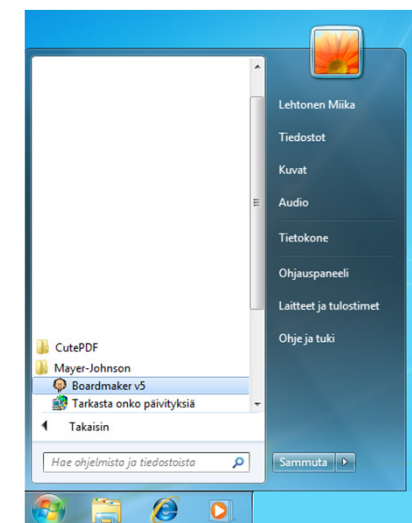 CutePDF
Mayer-Johnson
Boardmaker v5
Tarkasta onko päivityksiä
Takaisin
Hae ohjelmista ja tiedostoista
Lehtonen Miika
Tiedostot
Kuvat
Audio
Tietokone
Ohjauspaneeli
Laitteet ja tulostimet
Ohje ja tuki
Sammuta